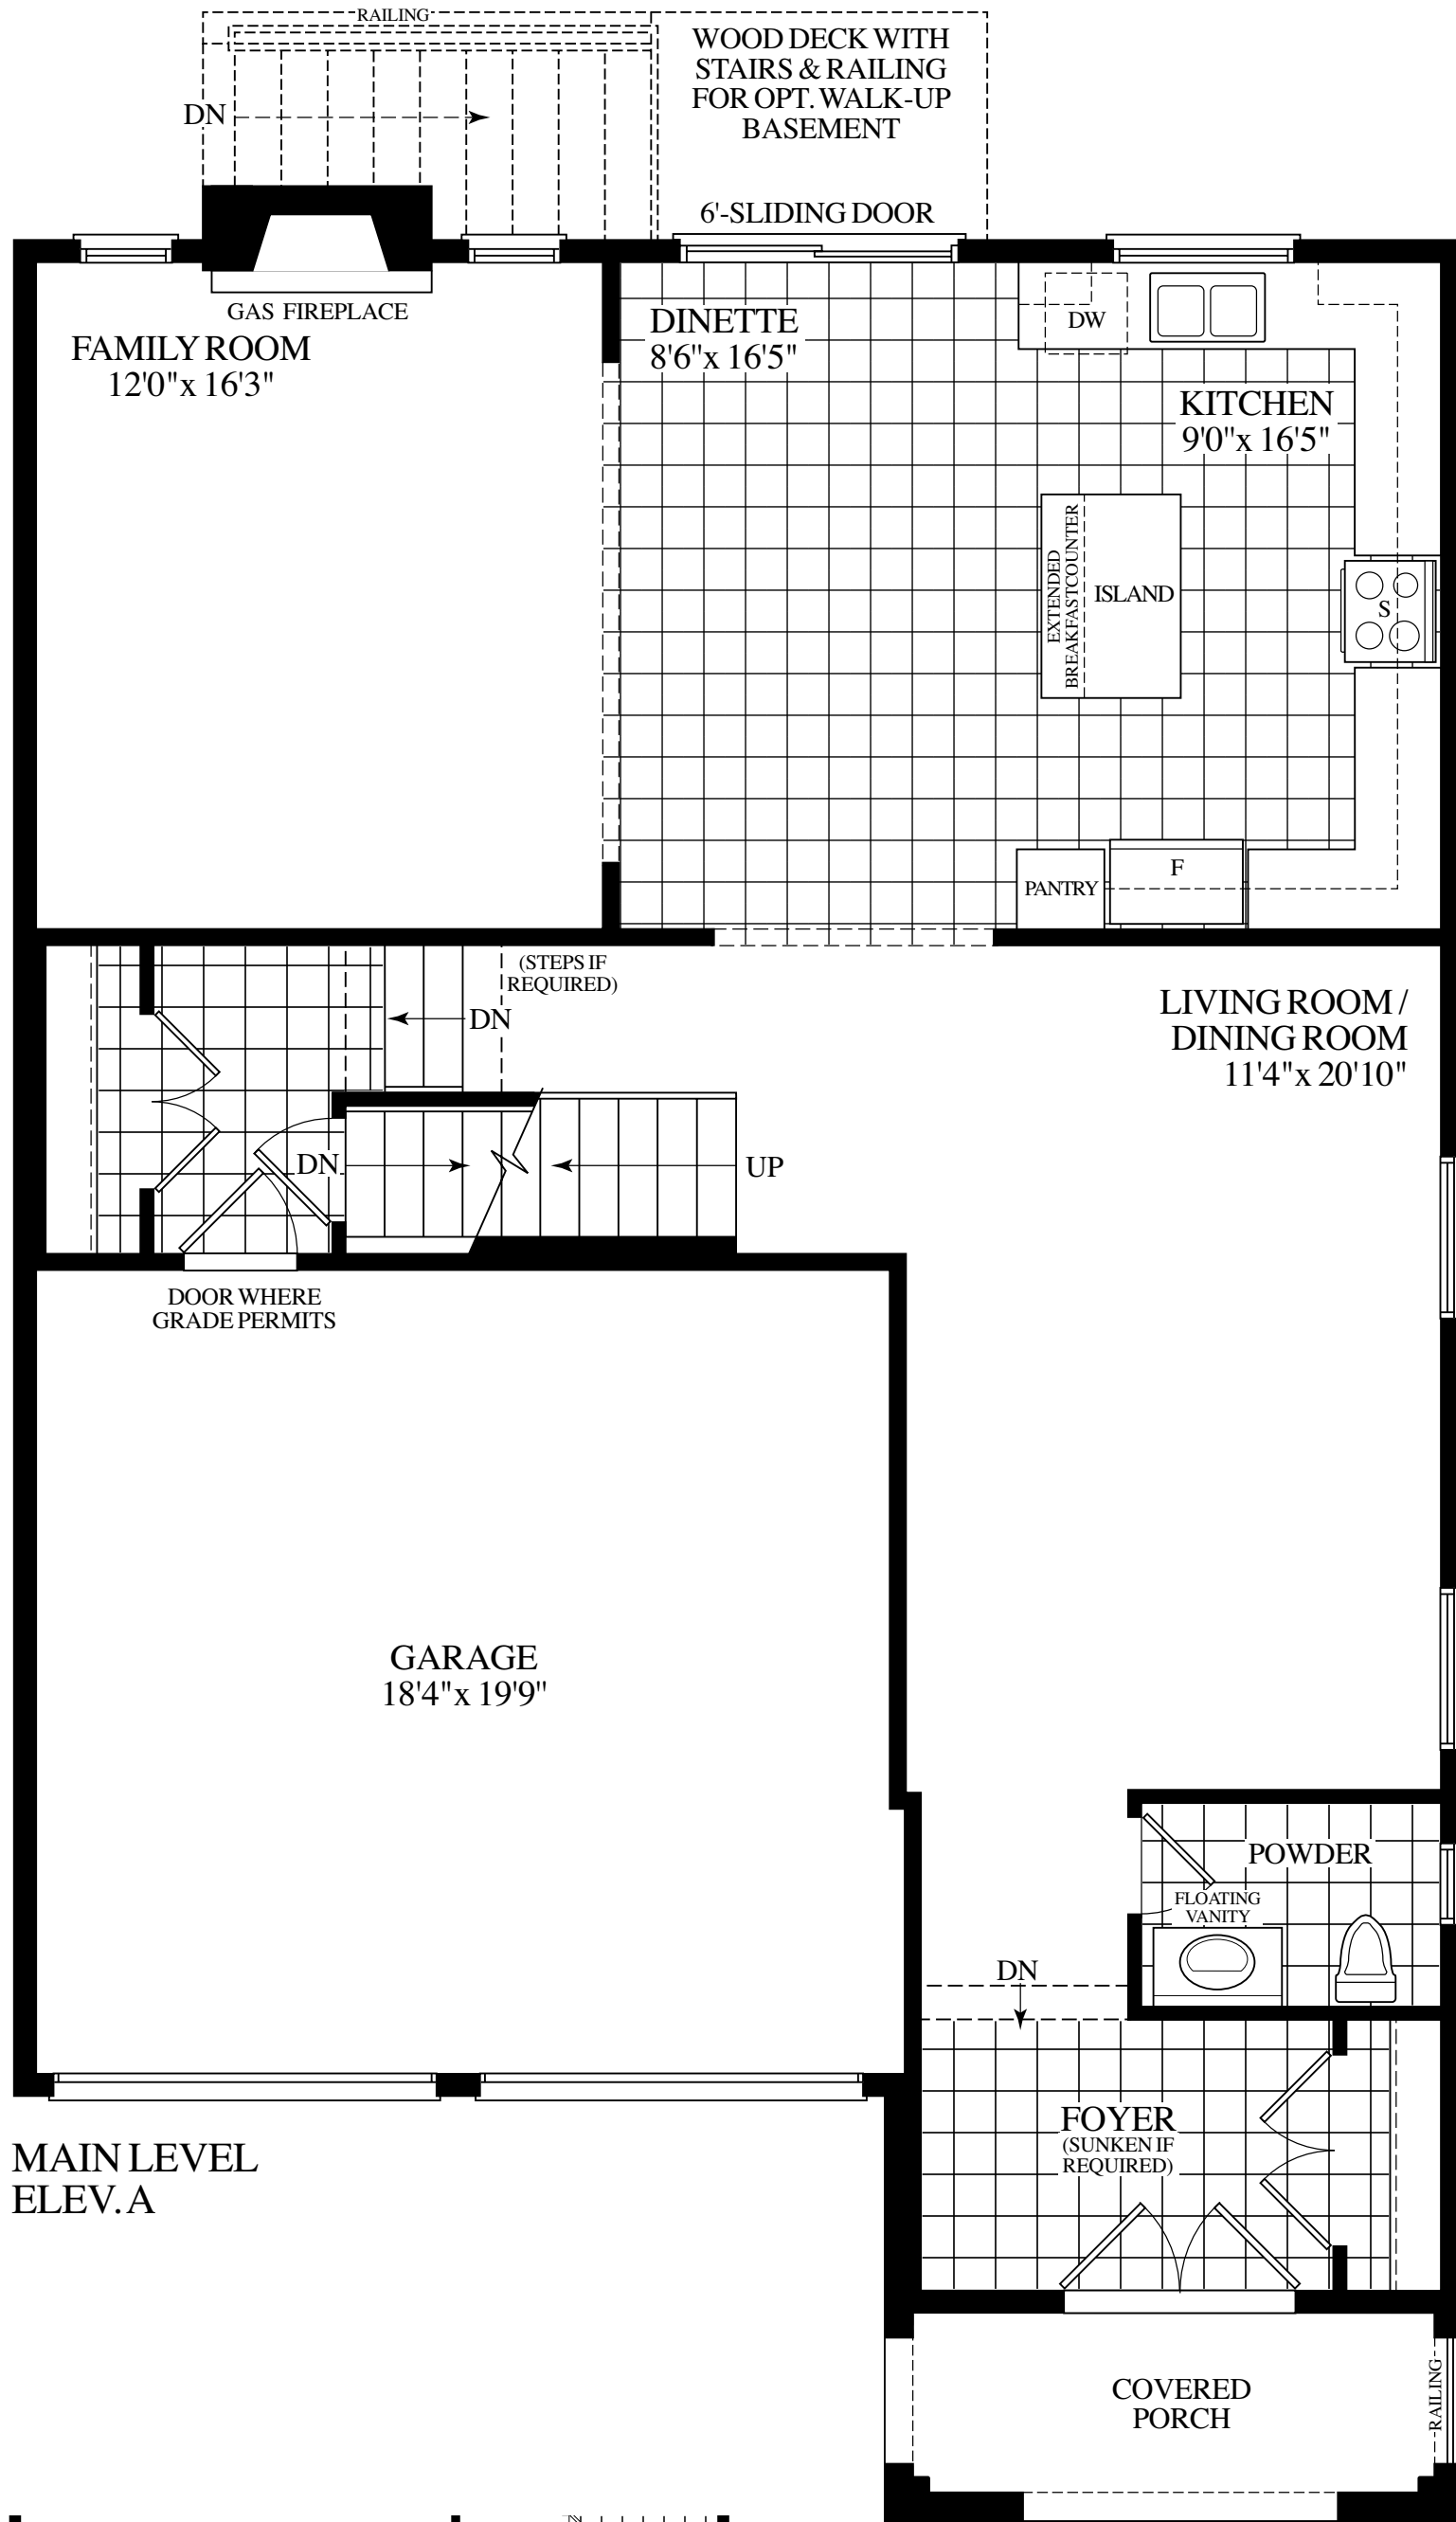 RAILING
WOOD DECK WITH
STAIRS & RAILING
FOR OPT. WALK-UP
BASEMENT
DN
6'-SLIDING DOOR
GAS FIREPLACE
FAMILY ROOM
12'0" x 16'3"
DINETTE
8'6" x 16'5"
DW
KITCHEN
9'0" x 16'5"
EXTENDED
BREAKFAST COUNTER
ISLAND
S
PANTRY
F
(STEPS IF
REQUIRED)
DN
LIVING ROOM /
DINING ROOM
11'4" x 20'10"
DN
UP
DOOR WHERE
GRADE PERMITS
GARAGE
18'4" x 19'9"
POWDER
FLOATING
VANITY
DN
FOYER
(SUNKEN IF
REQUIRED)
MAIN LEVEL
ELEV. A
COVERED
PORCH
RAILING